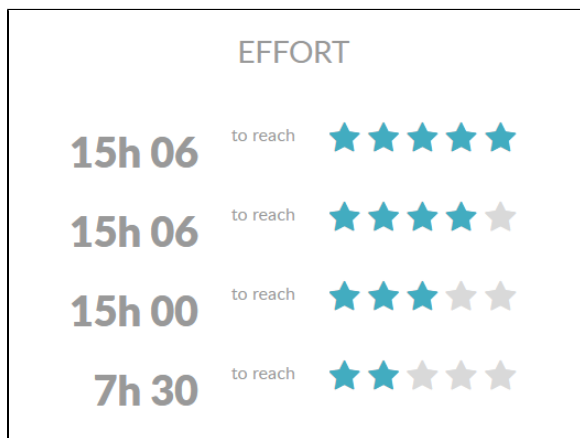 EFFORT
15h 06 to reach
15h 06 to reach
15h 00 to reach
7h 30 to reach